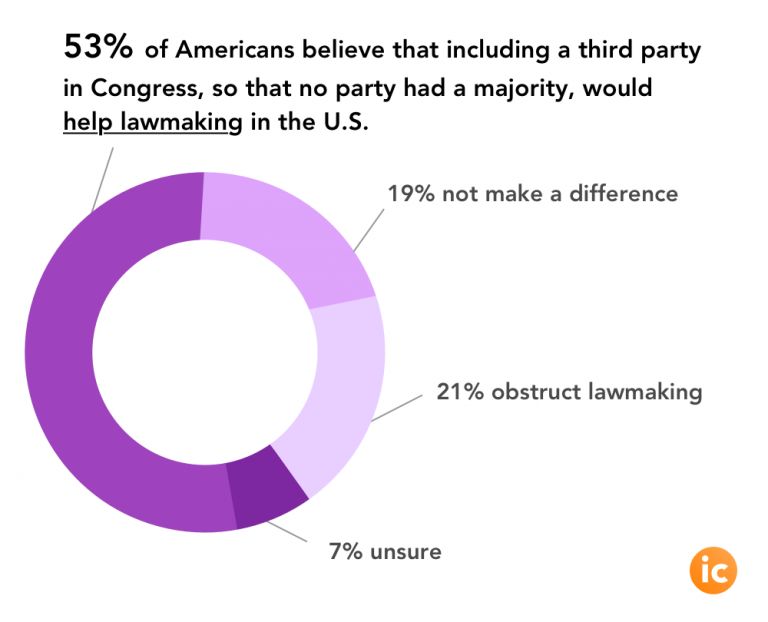 53% of Americans believe that including a third party
in Congress, so that no party had a majority, would
help lawmaking in the U.S.
19% not make a difference
21% obstruct lawmaking
7% unsure
ic